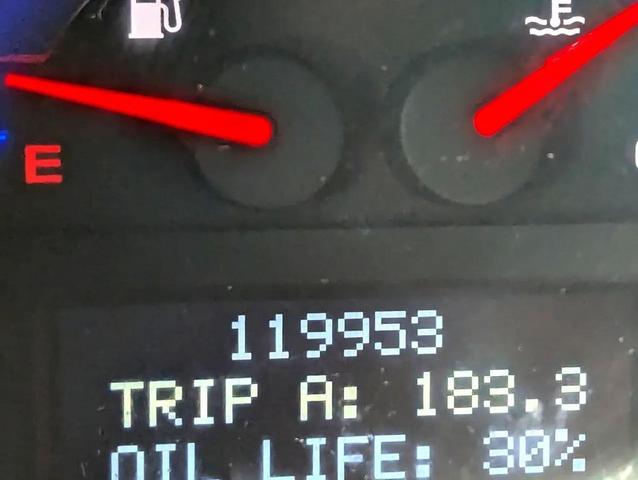 E
119953
TRIP A: 183.3
OIL LIFE: 30%